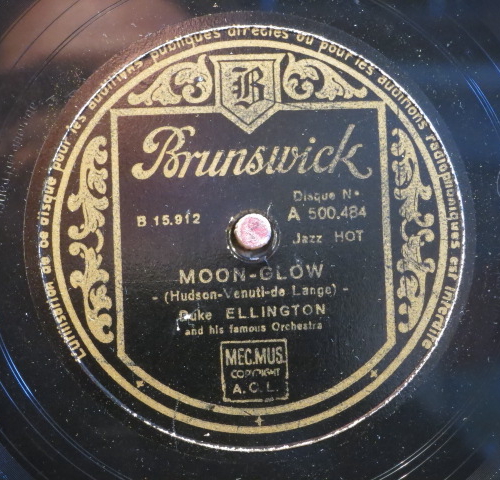 L'utilisation de ce disque pour les auditions publiques directes ou pour les auditions radiophoniques est interdite
B
Brunswick
Disque N°
B 15.912
A 500.484
Jazz HOT
MOON-GLOW
- (Hudson-Venuti-de Lange) -
Duke ELLINGTON
and his famous Orchestra
MEC.MUS.
COPYRIGHT
A.C.L.